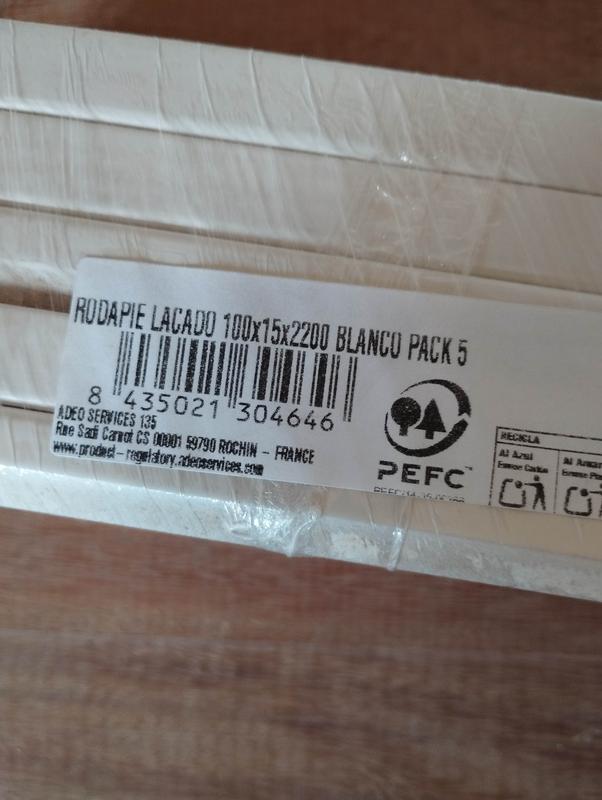 RODAPIE LACADO 100x15x2200 BLANCO PACK 5
8 435021 304646
ADEO SERVICES 135
Rue Sadi Carnot CS 00001 59790 ROCHIN - FRANCE
www.product-regulatory.adeoservices.com
PEFC™
RECICLA
Al Azul
Al Amar